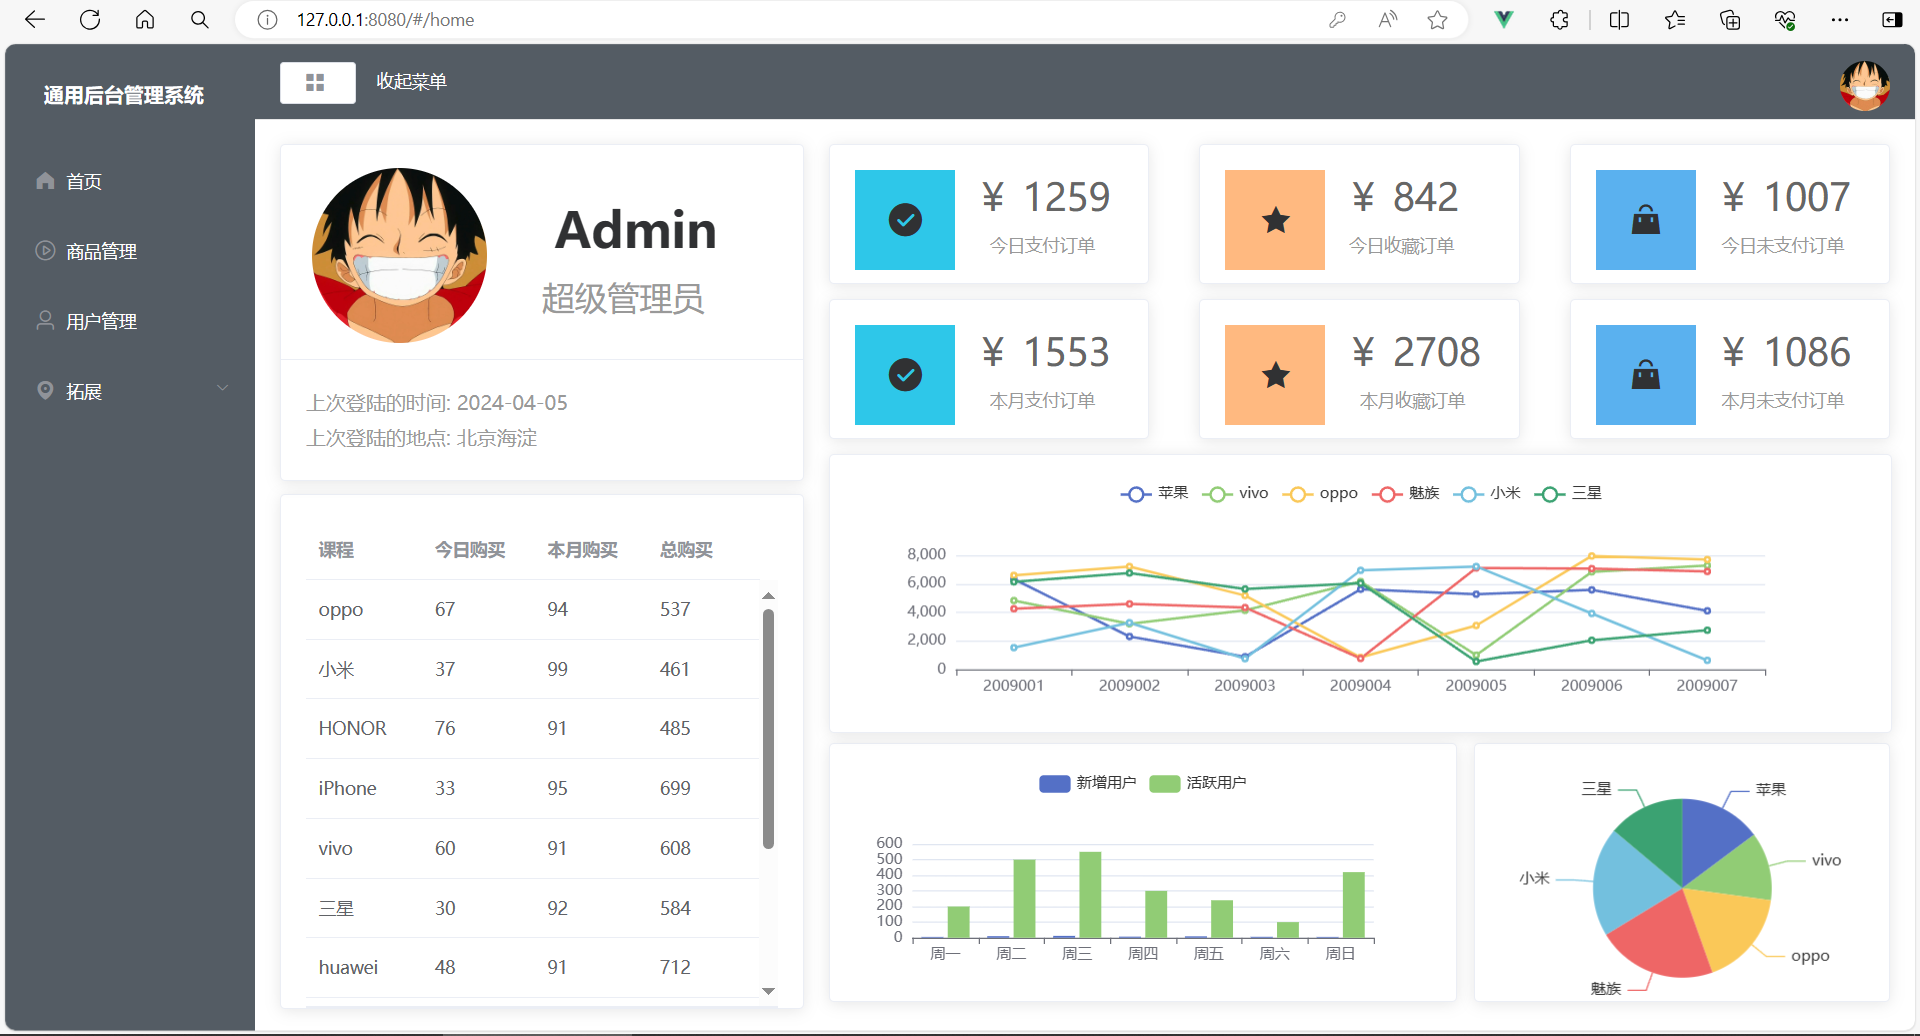 127.0.0.1:8080/#/home
通用后台管理系统
首页
商品管理
用户管理
拓展
收起菜单
Admin
超级管理员
上次登陆的时间: 2024-04-05
上次登陆的地点: 北京海淀
课程 今日购买 本月购买 总购买
oppo 67 94 537
小米 37 99 461
HONOR 76 91 485
iPhone 33 95 699
vivo 60 91 608
三星 30 92 584
huawei 48 91 712
¥ 1259
今日支付订单
¥ 842
今日收藏订单
¥ 1007
今日未支付订单
¥ 1553
本月支付订单
¥ 2708
本月收藏订单
¥ 1086
本月未支付订单
苹果 vivo oppo 魅族 小米 三星
8,000
6,000
4,000
2,000
0
2009001 2009002 2009003 2009004 2009005 2009006 2009007
新增用户 活跃用户
600
500
400
300
200
100
0
周一 周二 周三 周四 周五 周六 周日
三星 苹果
vivo
小米
oppo
魅族